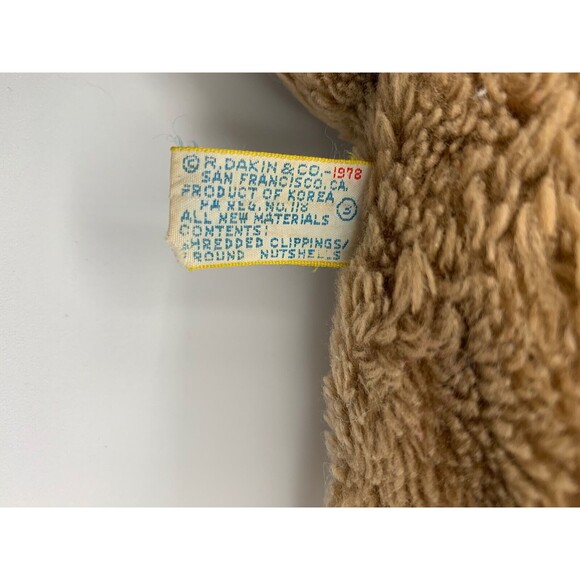 © R. DAKIN & CO.-1978
SAN FRANCISCO, CA.
PRODUCT OF KOREA
PA REG. NO. 118 3
ALL NEW MATERIALS
CONTENTS:
SHREDDED CLIPPINGS/
GROUND NUTSHELLS